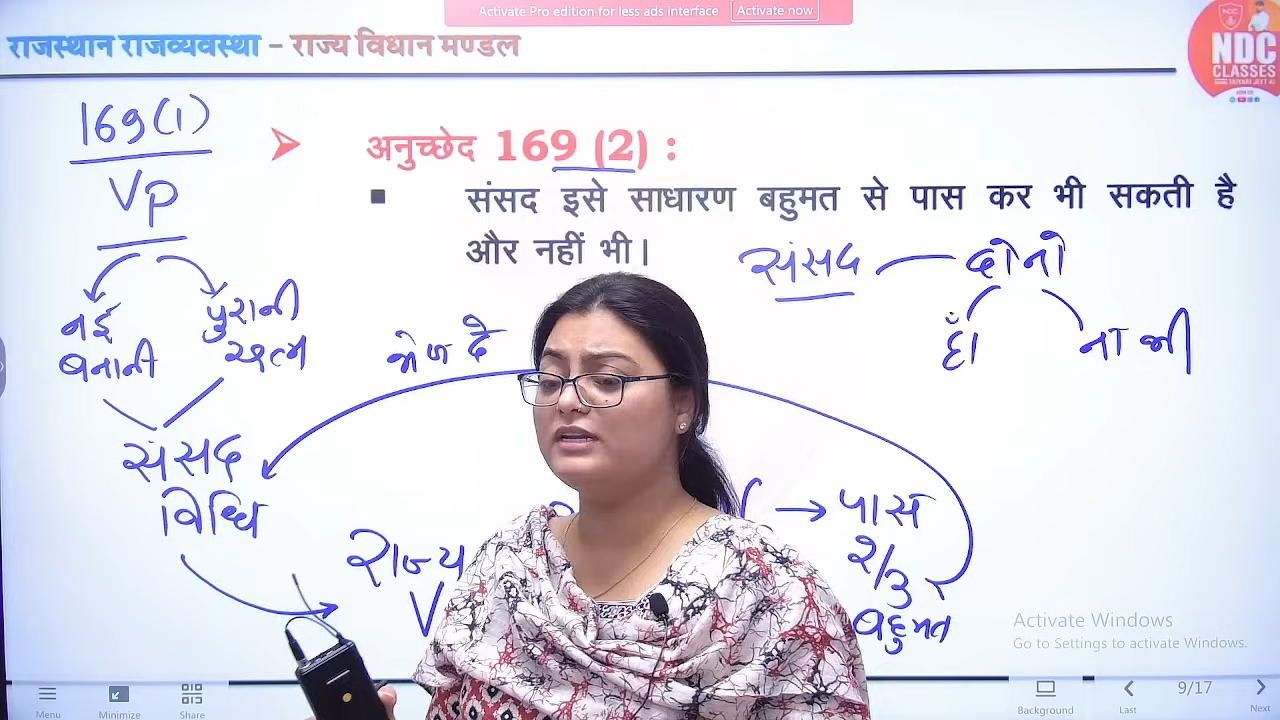 Activate Pro edition for less ads interface Activate now
राजस्थान राजव्यवस्था – राज्य विधान मण्डल
NDC
NDC
CLASSES
169(1)
VP
नई
बनानी
पुरानी
खत्म
संसद
विधि
अनुच्छेद 169 (2) :
संसद इसे साधारण बहुमत से पास कर भी सकती है
और नहीं भी।
संसद — दोनो
हाँ
ना भी
भेज दे
राज्य
V
→ पास
2/3
बहुमत
Activate Windows
Go to Settings to activate Windows.
Menu
Minimize
Share
Background
Last
9/17
Next